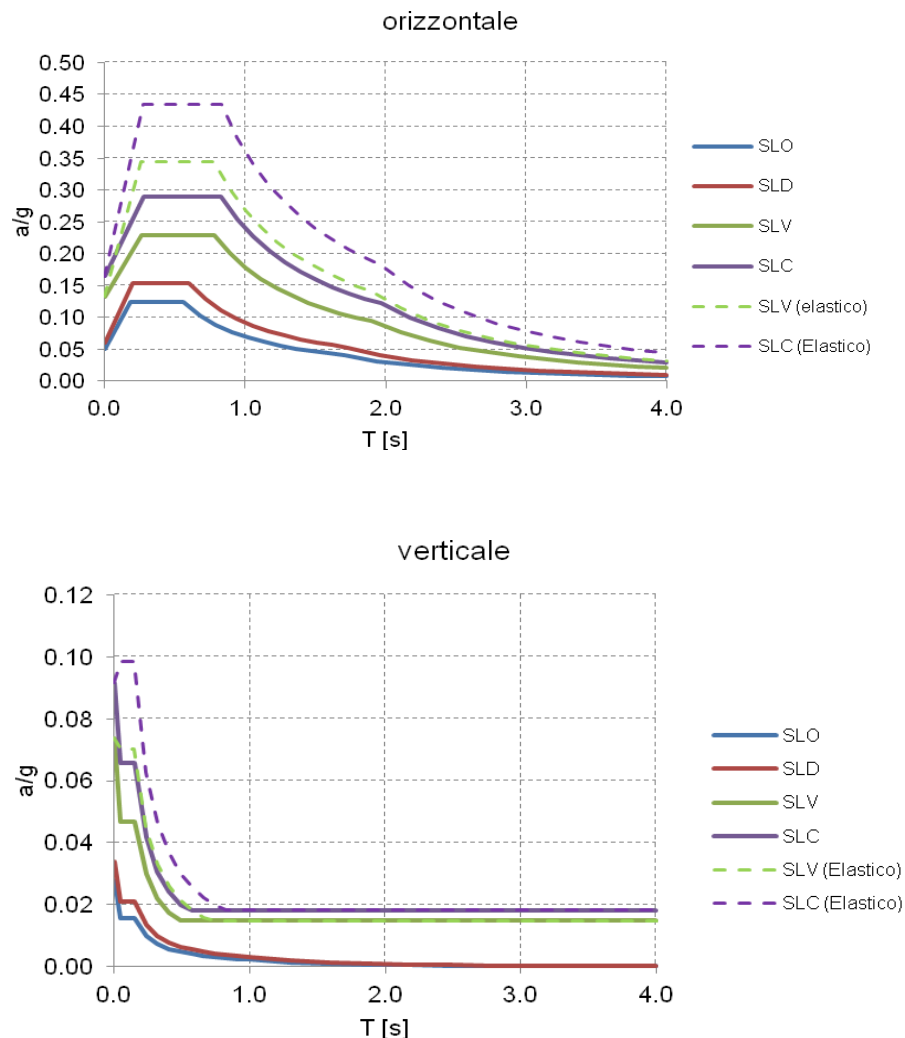 orizzontale
0.50
0.45
0.40
0.35
0.30
0.25
0.20
0.15
0.10
0.05
0.00
a/g
0.0 1.0 2.0 3.0 4.0
T [s]
SLO
SLD
SLV
SLC
SLV (elastico)
SLC (Elastico)
verticale
0.12
0.10
0.08
0.06
0.04
0.02
0.00
a/g
0.0 1.0 2.0 3.0 4.0
T [s]
SLO
SLD
SLV
SLC
SLV (Elastico)
SLC (Elastico)